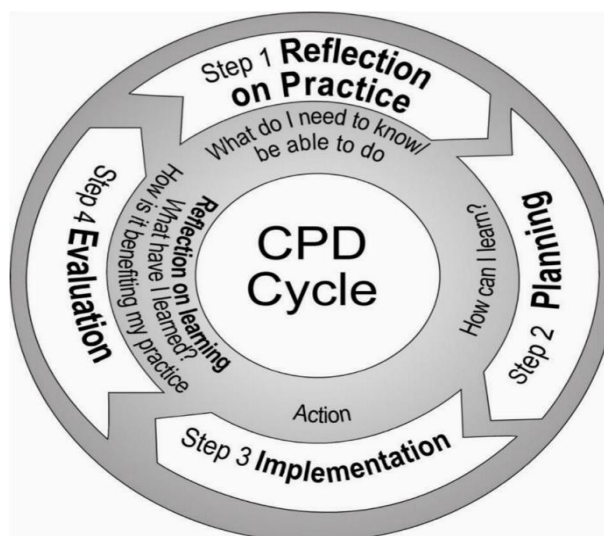 Step 1 Reflection
on Practice
What do I need to know/
be able to do
Step 2 Planning
How can I learn?
Step 3 Implementation
Action
Step 4 Evaluation
Reflection on learning
What have I learned?
How is it benefiting my practice
CPD
Cycle